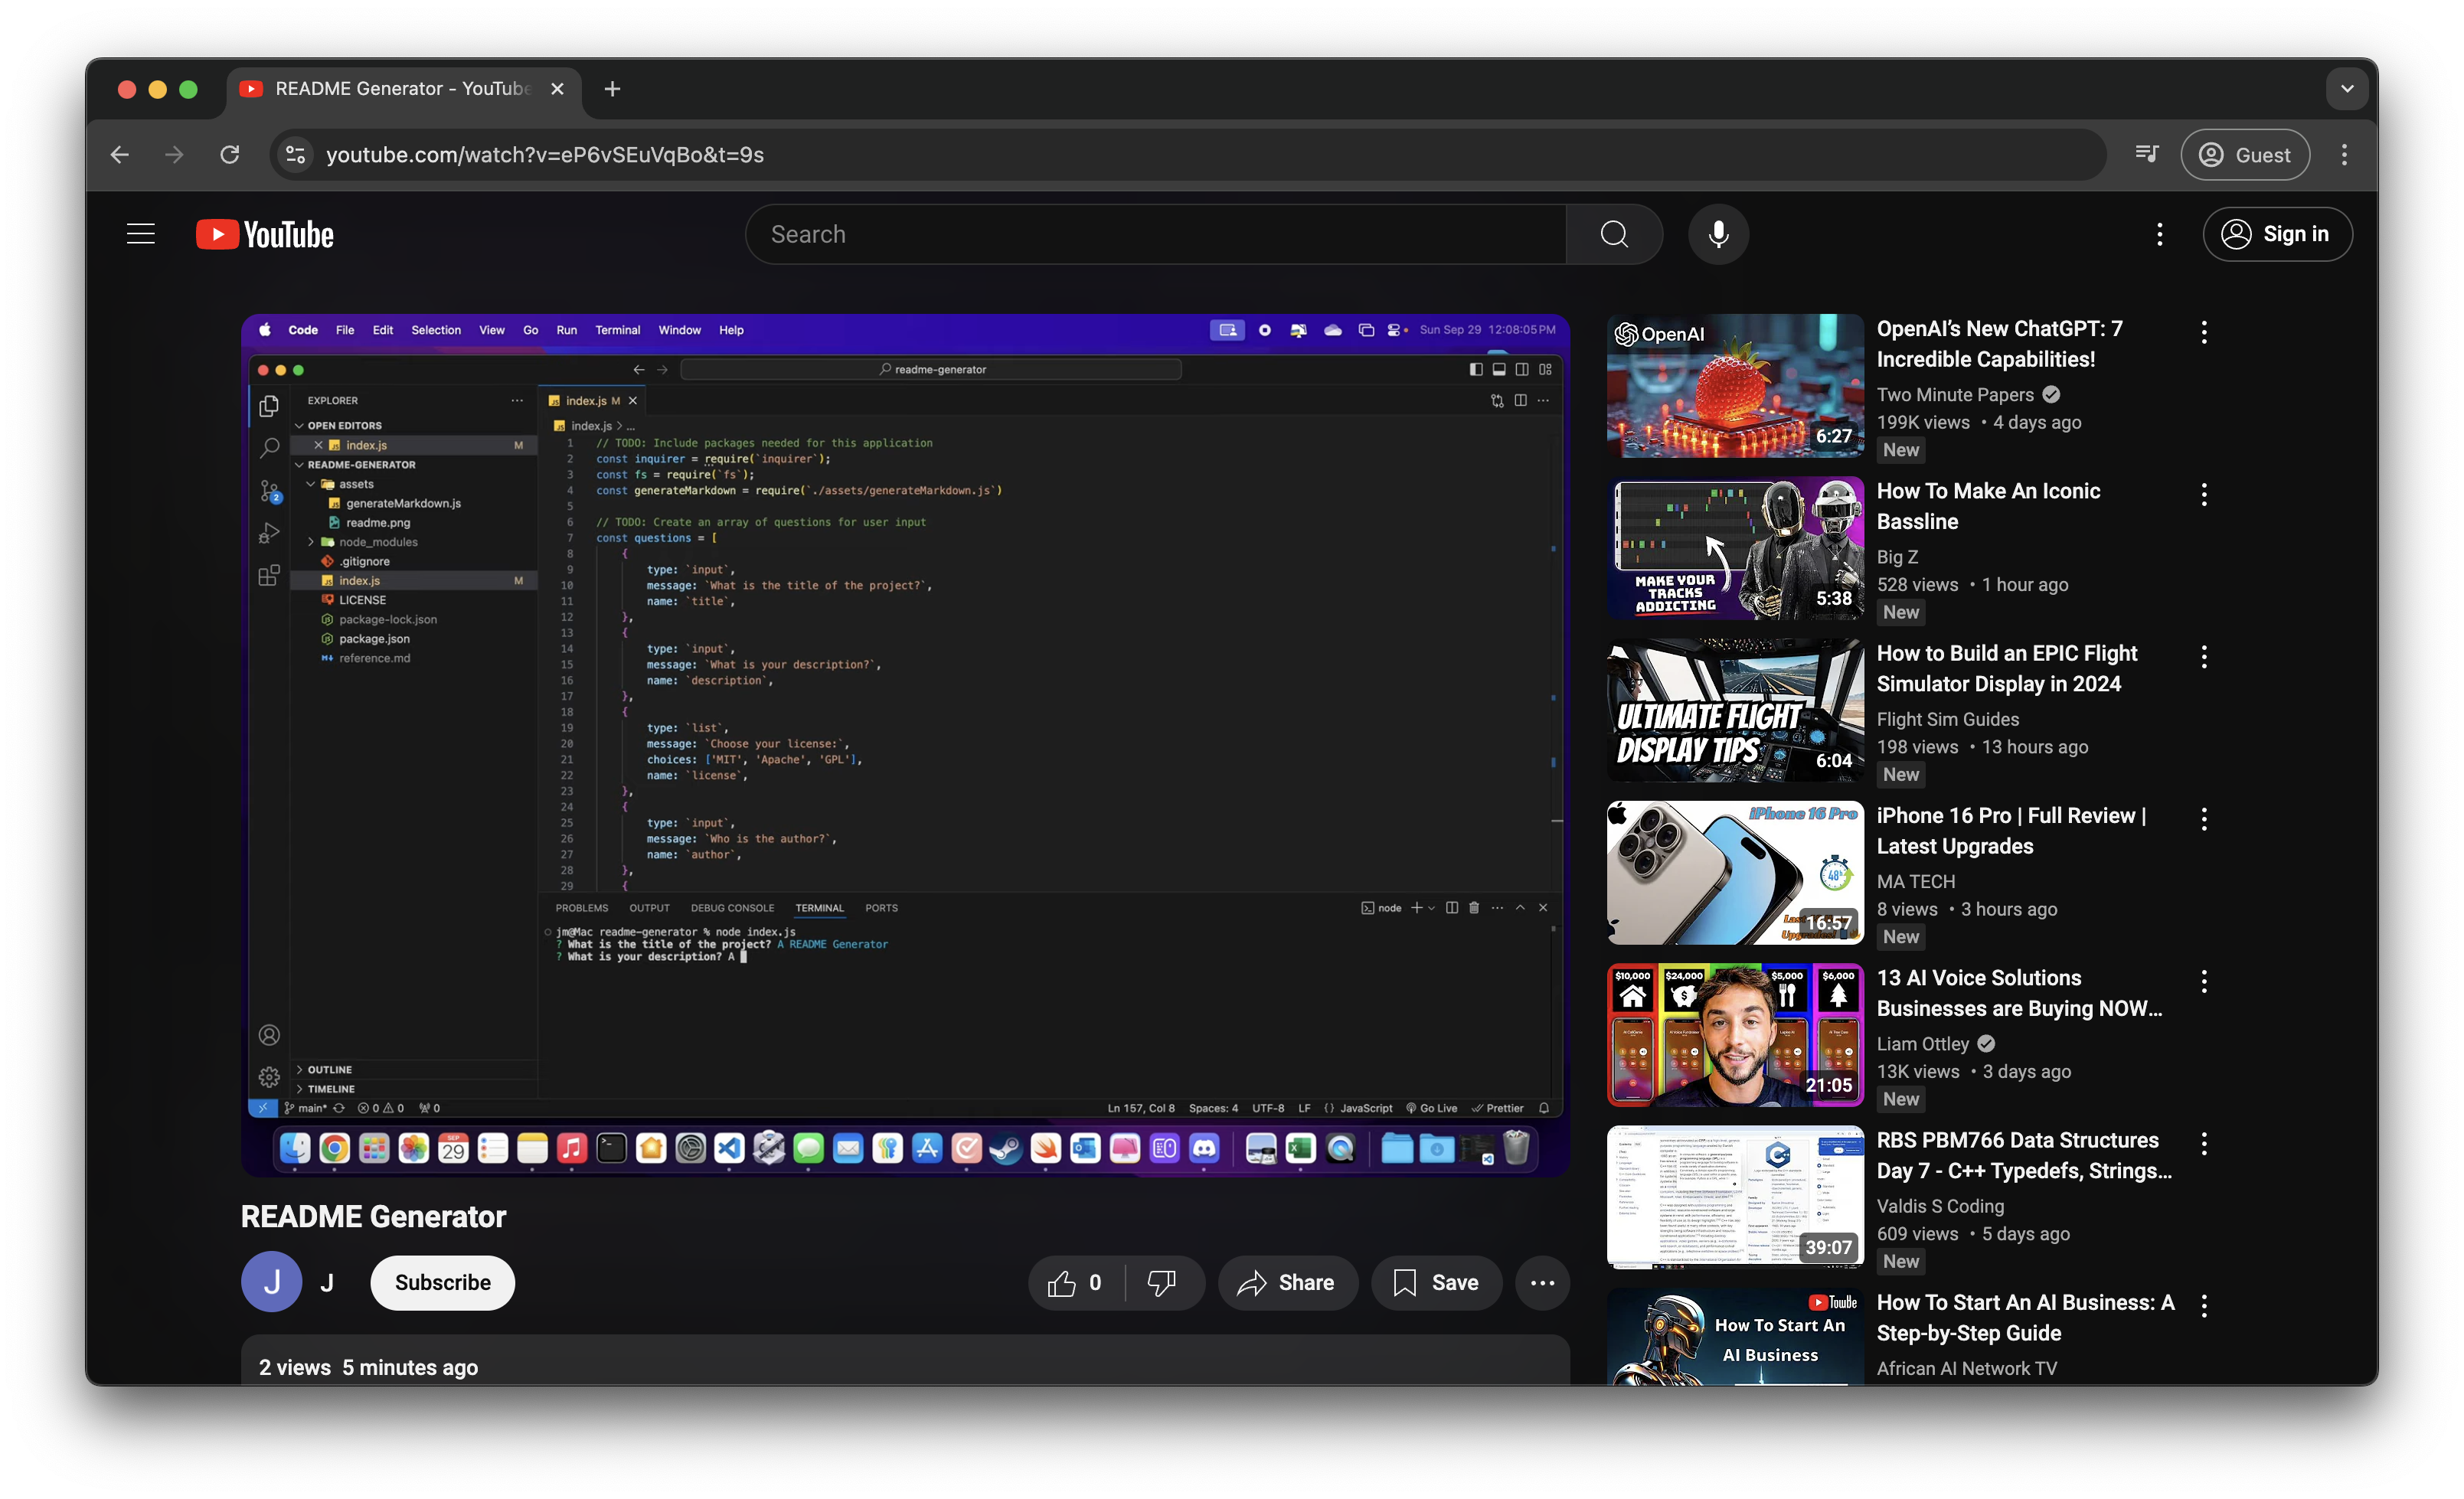 README Generator - YouTube
youtube.com/watch?v=eP6vSEuVqBo&t=9s
Guest
YouTube
Search
Sign in
Code File Edit Selection View Go Run Terminal Window Help
Sun Sep 29 12:08:05 PM
readme-generator
EXPLORER
OPEN EDITORS
index.js M
README-GENERATOR
assets
generateMarkdown.js
readme.png
node_modules
.gitignore
index.js M
LICENSE
package-lock.json
package.json
reference.md
OUTLINE
TIMELINE
index.js M
index.js > ...
1 // TODO: Include packages needed for this application
2 const inquirer = require(`inquirer`);
3 const fs = require(`fs`);
4 const generateMarkdown = require(`./assets/generateMarkdown.js`)
5
6 // TODO: Create an array of questions for user input
7 const questions = [
8 {
9 type: `input`,
10 message: `What is the title of the project?`,
11 name: `title`,
12 },
13 {
14 type: `input`,
15 message: `What is your description?`,
16 name: `description`,
17 },
18 {
19 type: `list`,
20 message: `Choose your license:`,
21 choices: ['MIT', 'Apache', 'GPL'],
22 name: `license`,
23 },
24 {
25 type: `input`,
26 message: `Who is the author?`,
27 name: `author`,
28 },
29 {
PROBLEMS OUTPUT DEBUG CONSOLE TERMINAL PORTS
node
jm@Mac readme-generator % node index.js
? What is the title of the project? A README Generator
? What is your description? A
main* 0 0 0
Ln 157, Col 8 Spaces: 4 UTF-8 LF {} JavaScript Go Live Prettier
SEP
29
README Generator
J
J
Subscribe
0
Share
Save
2 views 5 minutes ago
OpenAI
6:27
OpenAI’s New ChatGPT: 7
Incredible Capabilities!
Two Minute Papers
199K views • 4 days ago
New
MAKE YOUR
TRACKS
ADDICTING
5:38
How To Make An Iconic
Bassline
Big Z
528 views • 1 hour ago
New
ULTIMATE FLIGHT
DISPLAY TIPS
6:04
How to Build an EPIC Flight
Simulator Display in 2024
Flight Sim Guides
198 views • 13 hours ago
New
iPhone 16 Pro
48h
16:57
iPhone 16 Pro | Full Review |
Latest Upgrades
MA TECH
8 views • 3 hours ago
New
$10,000 $24,000 $5,000 $6,000
21:05
13 AI Voice Solutions
Businesses are Buying NOW...
Liam Ottley
13K views • 3 days ago
New
39:07
RBS PBM766 Data Structures
Day 7 - C++ Typedefs, Strings...
Valdis S Coding
609 views • 5 days ago
New
How To Start An
AI Business
How To Start An AI Business: A
Step-by-Step Guide
African AI Network TV